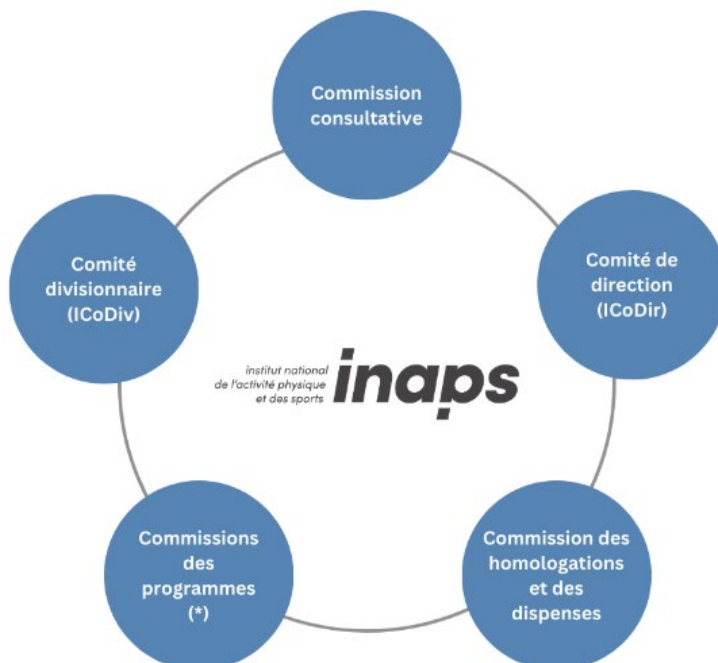 Commission
consultative
Comité
divisionnaire
(ICoDiv)
Comité de
direction
(ICoDir)
institut national
de l'activité physique
et des sports
inaps
Commissions
des
programmes
(*)
Commission des
homologations
et des
dispenses